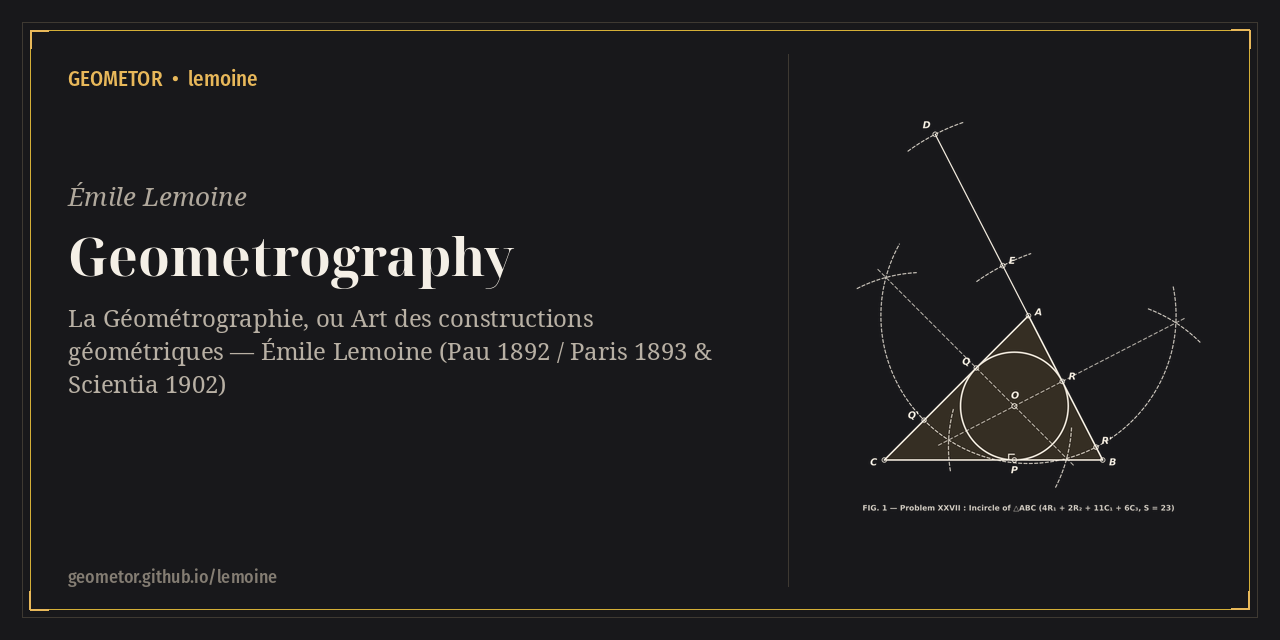 GEOMETOR • lemoine
Émile Lemoine
Geometrography
La Géométrographie, ou Art des constructions
géométriques — Émile Lemoine (Pau 1892 / Paris 1893 &
Scientia 1902)
geometor.github.io/lemoine
D
E
A
Q
R
O
Q'
R'
C
P
B
FIG. 1 — Problem XXVII : Incircle of △ABC (4R₁ + 2R₂ + 11C₁ + 6C₃, S = 23)